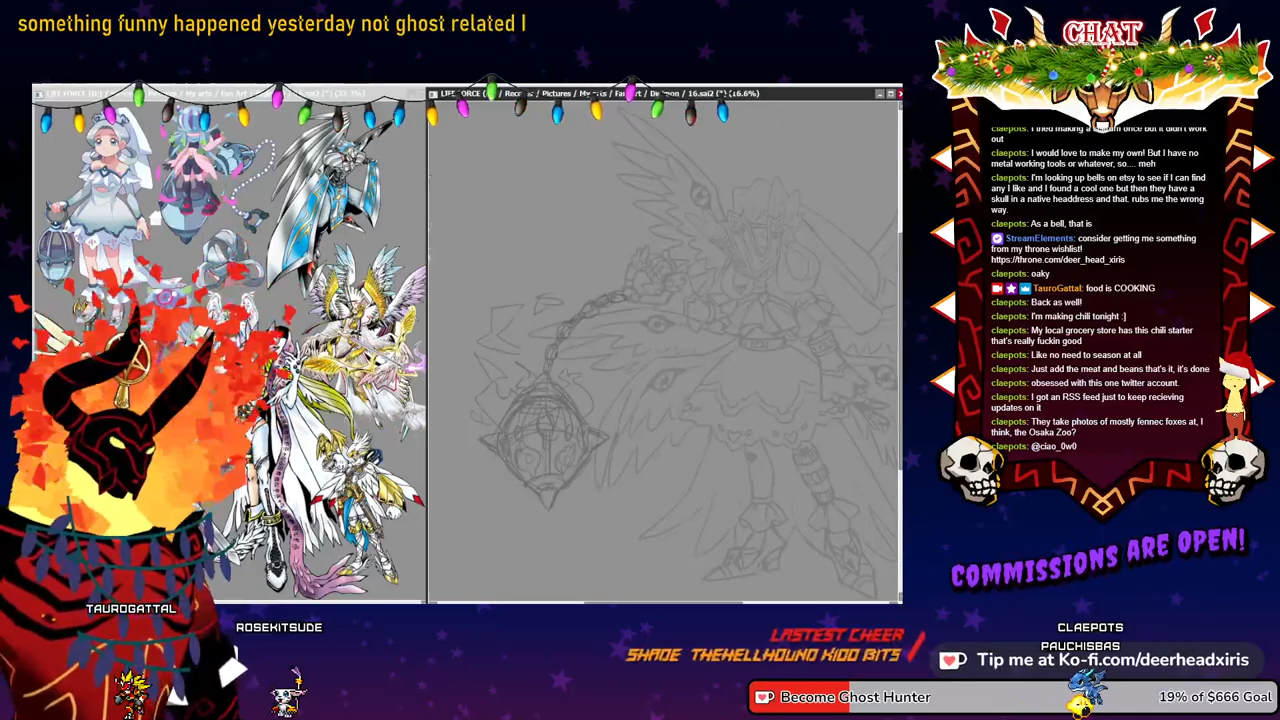 something funny happened yesterday not ghost related I
CHAT
claepots: I tried making a
once but it didn't work
out
claepots: I would love to make my own! But I have no
metal working tools or whatever, so.... meh
claepots: I'm looking up bells on etsy to see if I can find
any I like and I found a cool one but then they have a
skull in a native headdress and that. rubs me the wrong
way.
claepots: As a bell, that is
StreamElements: consider getting me something
from my throne wishlist!
https://throne.com/deer_head_xiris
claepots: oaky
TauroGattal: food is COOKING
claepots: Back as well!
claepots: I'm making chili tonight :]
claepots: My local grocery store has this chili starter
that's really fuckin good
claepots: Like no need to season at all
claepots: Just add the meat and beans that's it, it's done
claepots: obsessed with this one twitter account.
claepots: I got an RSS feed just to keep recieving
updates on it
claepots: They take photos of mostly fennec foxes at, I
think, the Osaka Zoo?
claepots: @ciao_0w0
COMMISSIONS ARE OPEN!
TAUROGATTAL
ROSEKITSUDE
CLAEPOTS
PAUCHISBAS
LASTEST CHEER
SHADE_THEHELLHOUND X100 BITS
Tip me at Ko-fi.com/deerheadxiris
Become Ghost Hunter
19% of $666 Goal